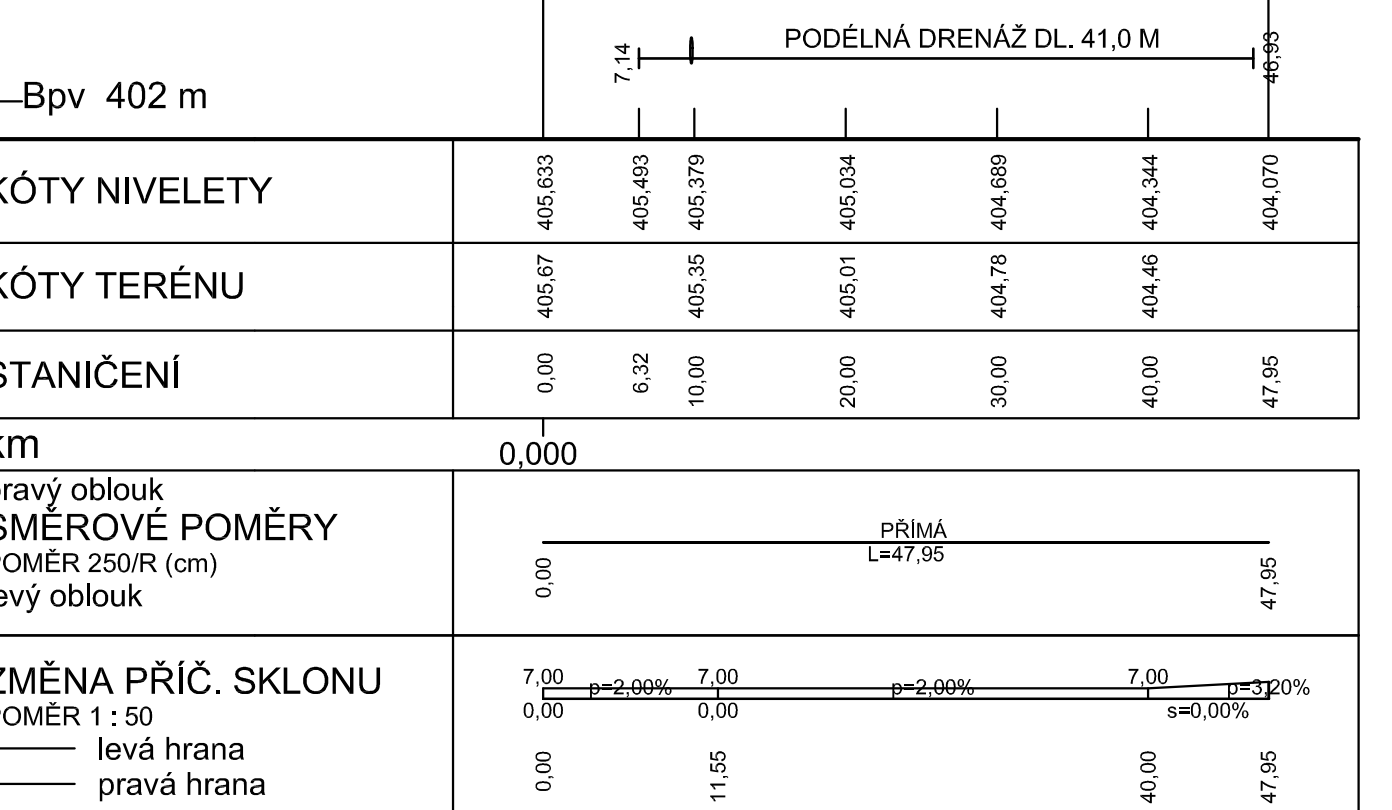 PODÉLNÁ DRENÁŽ DL. 41,0 M
7,14
46,93
Bpv 402 m
KÓTY NIVELETY
405,633 405,493 405,379 405,034 404,689 404,344 404,070
KÓTY TERÉNU
405,67 405,35 405,01 404,78 404,46
STANIČENÍ
0,00 6,32 10,00 20,00 30,00 40,00 47,95
km
0,000
pravý oblouk
SMĚROVÉ POMĚRY
POMĚR 250/R (cm)
levý oblouk
PŘÍMÁ
L=47,95
0,00 47,95
ZMĚNA PŘÍČ. SKLONU
POMĚR 1 : 50
levá hrana
pravá hrana
7,00 p=2,00% 7,00 p=2,00% 7,00 p=3,20%
0,00 0,00 s=0,00%
0,00 11,55 40,00 47,95